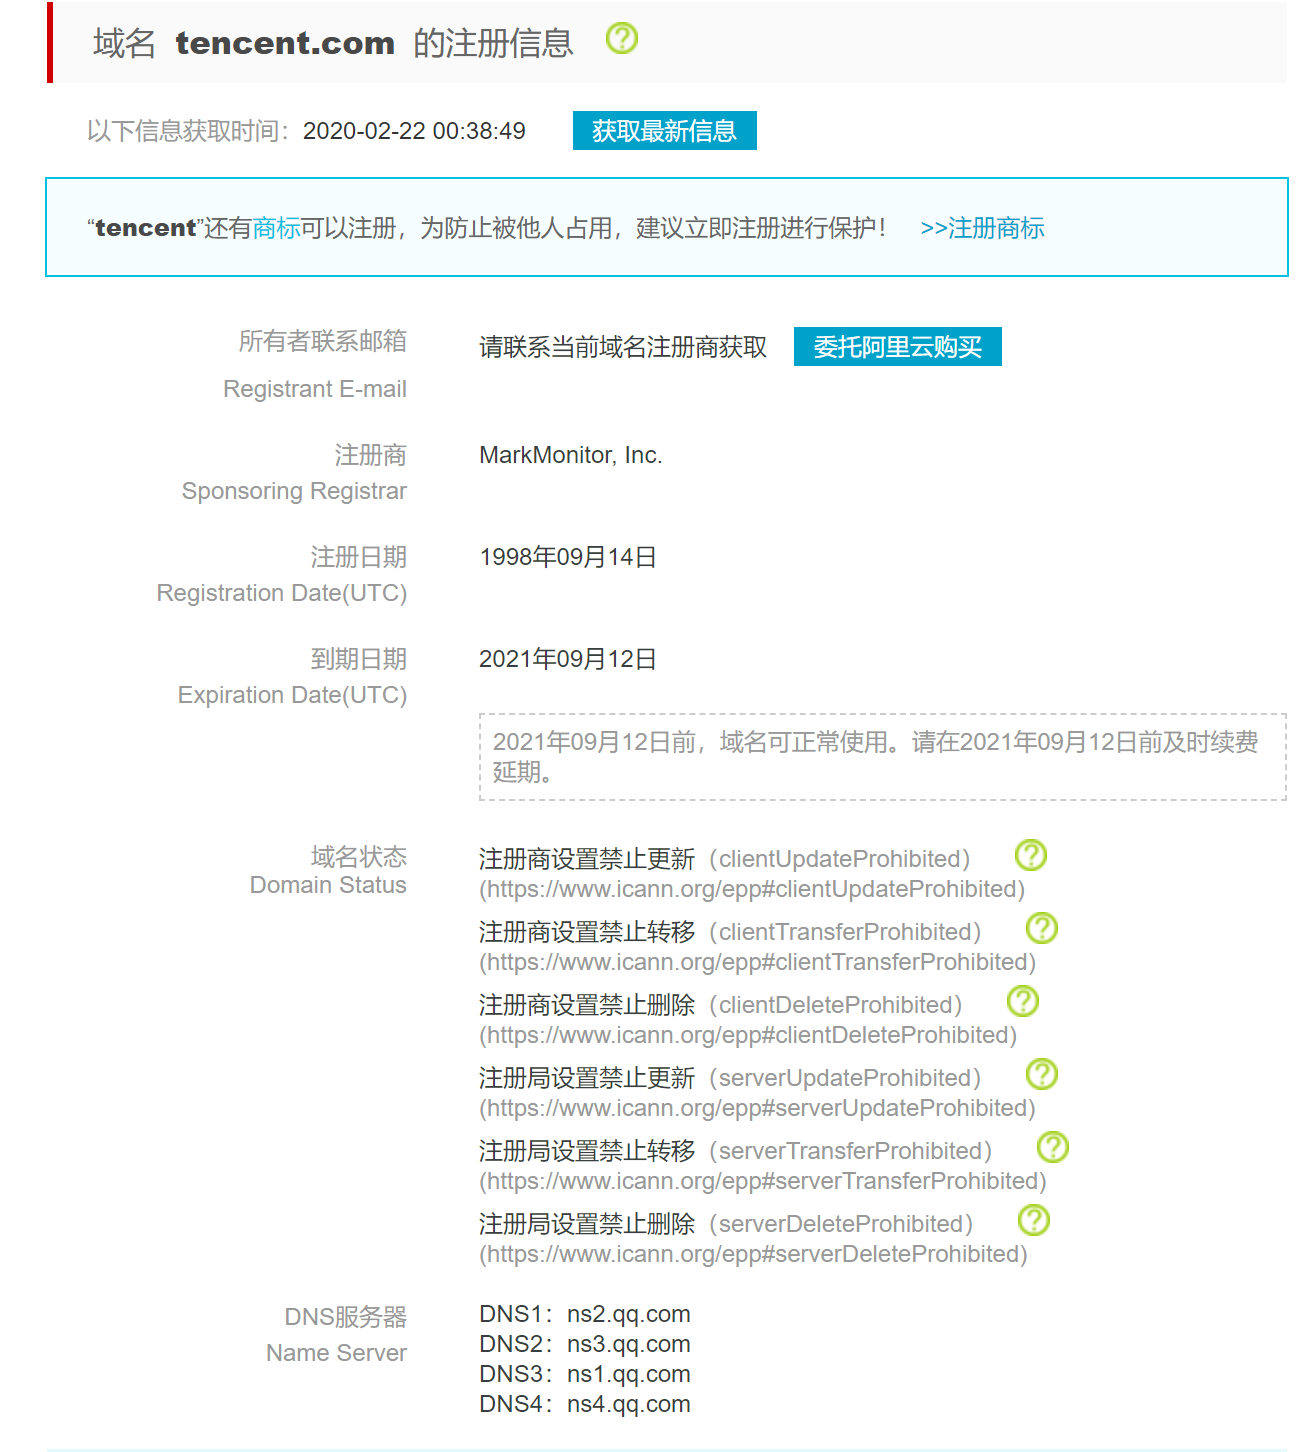 域名 tencent.com 的注册信息
以下信息获取时间：2020-02-22 00:38:49 获取最新信息
“tencent”还有商标可以注册，为防止被他人占用，建议立即注册进行保护！ >>注册商标
所有者联系邮箱 请联系当前域名注册商获取 委托阿里云购买
Registrant E-mail
注册商 MarkMonitor, Inc.
Sponsoring Registrar
注册日期 1998年09月14日
Registration Date(UTC)
到期日期 2021年09月12日
Expiration Date(UTC)
2021年09月12日前，域名可正常使用。请在2021年09月12日前及时续费
延期。
域名状态 注册商设置禁止更新（clientUpdateProhibited）
Domain Status (https://www.icann.org/epp#clientUpdateProhibited)
注册商设置禁止转移（clientTransferProhibited）
(https://www.icann.org/epp#clientTransferProhibited)
注册商设置禁止删除（clientDeleteProhibited）
(https://www.icann.org/epp#clientDeleteProhibited)
注册局设置禁止更新（serverUpdateProhibited）
(https://www.icann.org/epp#serverUpdateProhibited)
注册局设置禁止转移（serverTransferProhibited）
(https://www.icann.org/epp#serverTransferProhibited)
注册局设置禁止删除（serverDeleteProhibited）
(https://www.icann.org/epp#serverDeleteProhibited)
DNS服务器 DNS1：ns2.qq.com
DNS2：ns3.qq.com
Name Server DNS3：ns1.qq.com
DNS4：ns4.qq.com